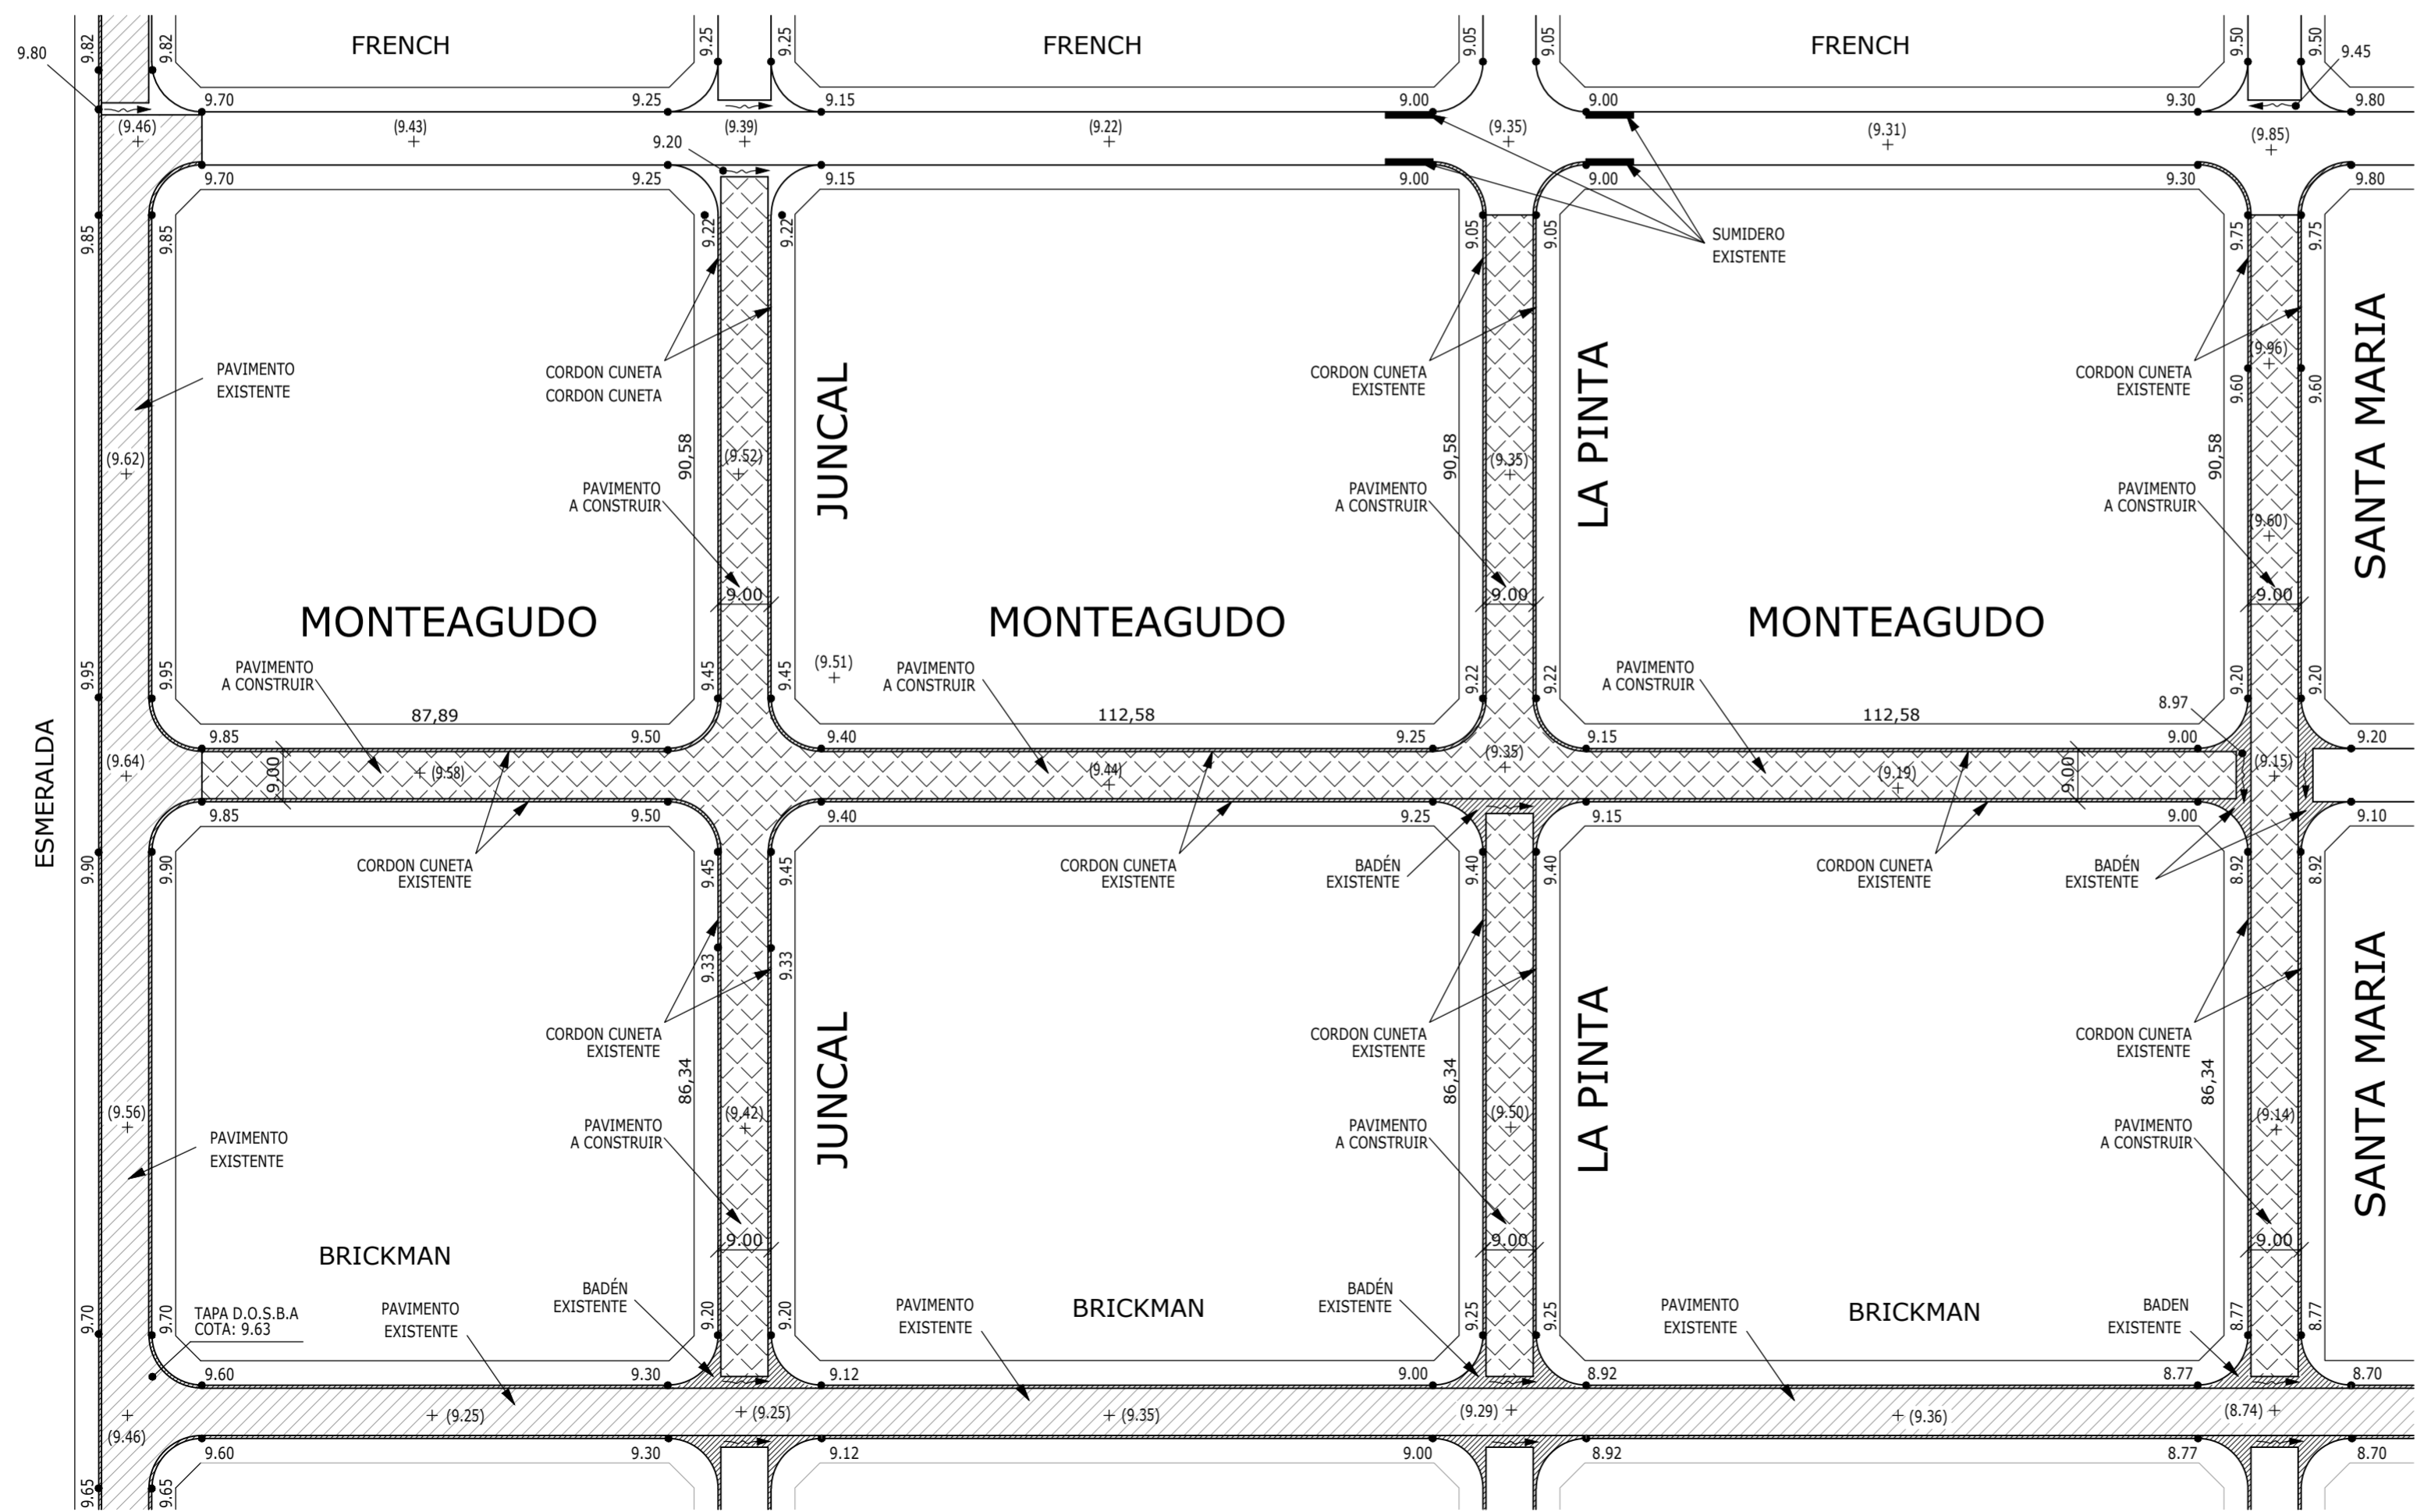 9.82
9.82
FRENCH
9.25
9.25
FRENCH
9.05
9.05
FRENCH
9.50
9.50
9.45
9.80
9.70
9.25
9.15
9.00
9.00
9.30
9.80
(9.46)
(9.43)
(9.39)
(9.22)
(9.35)
(9.31)
(9.85)
9.20
9.70
9.25
9.15
9.00
9.00
9.30
9.80
9.85
9.85
9.22
9.22
9.05
9.05
9.75
9.75
SUMIDERO
EXISTENTE
PAVIMENTO
EXISTENTE
CORDON CUNETA
CORDON CUNETA
JUNCAL
CORDON CUNETA
EXISTENTE
LA PINTA
CORDON CUNETA
EXISTENTE
(9.96)
9.60
9.60
SANTA MARIA
(9.62)
90,58
(9.52)
90,58
(9.35)
90,58
(9.60)
PAVIMENTO
A CONSTRUIR
PAVIMENTO
A CONSTRUIR
PAVIMENTO
A CONSTRUIR
9.00
9.00
9.00
MONTEAGUDO
MONTEAGUDO
MONTEAGUDO
9.95
9.95
PAVIMENTO
A CONSTRUIR
9.45
9.45
(9.51)
PAVIMENTO
A CONSTRUIR
9.22
9.22
PAVIMENTO
A CONSTRUIR
9.20
9.20
8.97
87,89
112,58
112,58
ESMERALDA
9.85
9.50
9.40
9.25
9.15
9.00
9.20
(9.64)
9.00
(9.58)
(9.44)
(9.35)
(9.19)
9.00
(9.15)
9.85
9.50
9.40
9.25
9.15
9.00
9.10
9.90
9.90
CORDON CUNETA
EXISTENTE
9.45
9.45
CORDON CUNETA
EXISTENTE
BADÉN
EXISTENTE
9.40
9.40
CORDON CUNETA
EXISTENTE
BADÉN
EXISTENTE
8.92
8.92
9.33
9.33
CORDON CUNETA
EXISTENTE
JUNCAL
CORDON CUNETA
EXISTENTE
LA PINTA
CORDON CUNETA
EXISTENTE
SANTA MARIA
86,34
86,34
86,34
(9.56)
(9.42)
(9.50)
(9.14)
PAVIMENTO
EXISTENTE
PAVIMENTO
A CONSTRUIR
PAVIMENTO
A CONSTRUIR
PAVIMENTO
A CONSTRUIR
9.00
9.00
9.00
BRICKMAN
BRICKMAN
BRICKMAN
9.70
9.70
TAPA D.O.S.B.A
COTA: 9.63
PAVIMENTO
EXISTENTE
BADÉN
EXISTENTE
9.20
9.20
PAVIMENTO
EXISTENTE
BADÉN
EXISTENTE
9.25
9.25
PAVIMENTO
EXISTENTE
BADEN
EXISTENTE
8.77
8.77
9.60
9.30
9.12
9.00
8.92
8.77
8.70
(9.46)
(9.25)
(9.25)
(9.35)
(9.29)
(9.36)
(8.74)
9.60
9.30
9.12
9.00
8.92
8.77
8.70
9.65
9.65